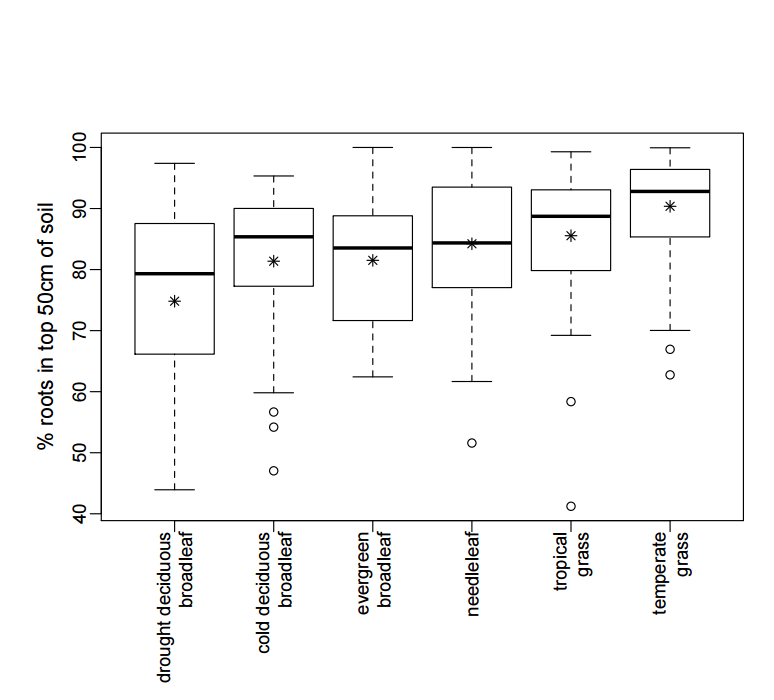 % roots in top 50cm of soil
100
90
80
70
60
50
40
drought deciduous
broadleaf
cold deciduous
broadleaf
evergreen
broadleaf
needleleaf
tropical
grass
temperate
grass